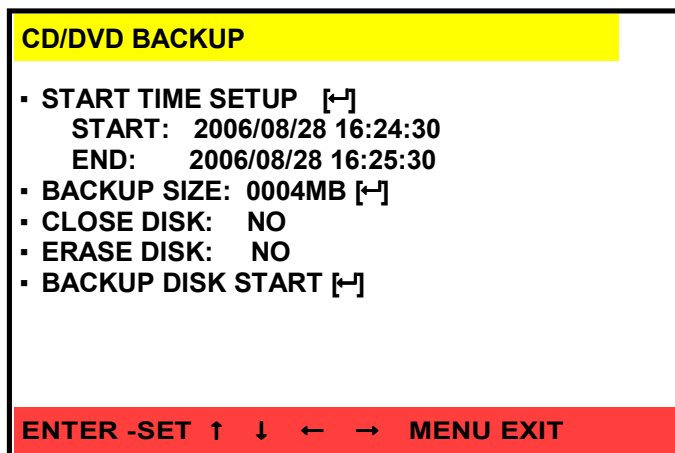 CD/DVD BACKUP
▪ START TIME SETUP [↵]
START: 2006/08/28 16:24:30
END: 2006/08/28 16:25:30
▪ BACKUP SIZE: 0004MB [↵]
▪ CLOSE DISK: NO
▪ ERASE DISK: NO
▪ BACKUP DISK START [↵]
ENTER -SET ↑ ↓ ← → MENU EXIT